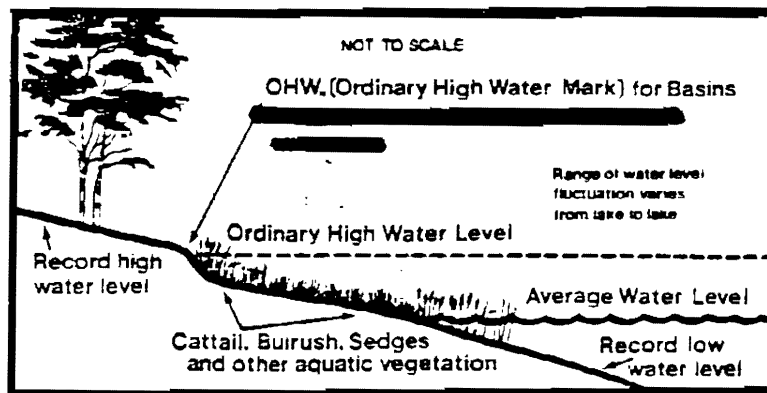 NOT TO SCALE
OHW. (Ordinary High Water Mark) for Basins
Range of water level
fluctuation varies
from lake to lake
Ordinary High Water Level
Record high
water level
Average Water Level
Cattail, Bulrush, Sedges
and other aquatic vegetation
Record low
water level